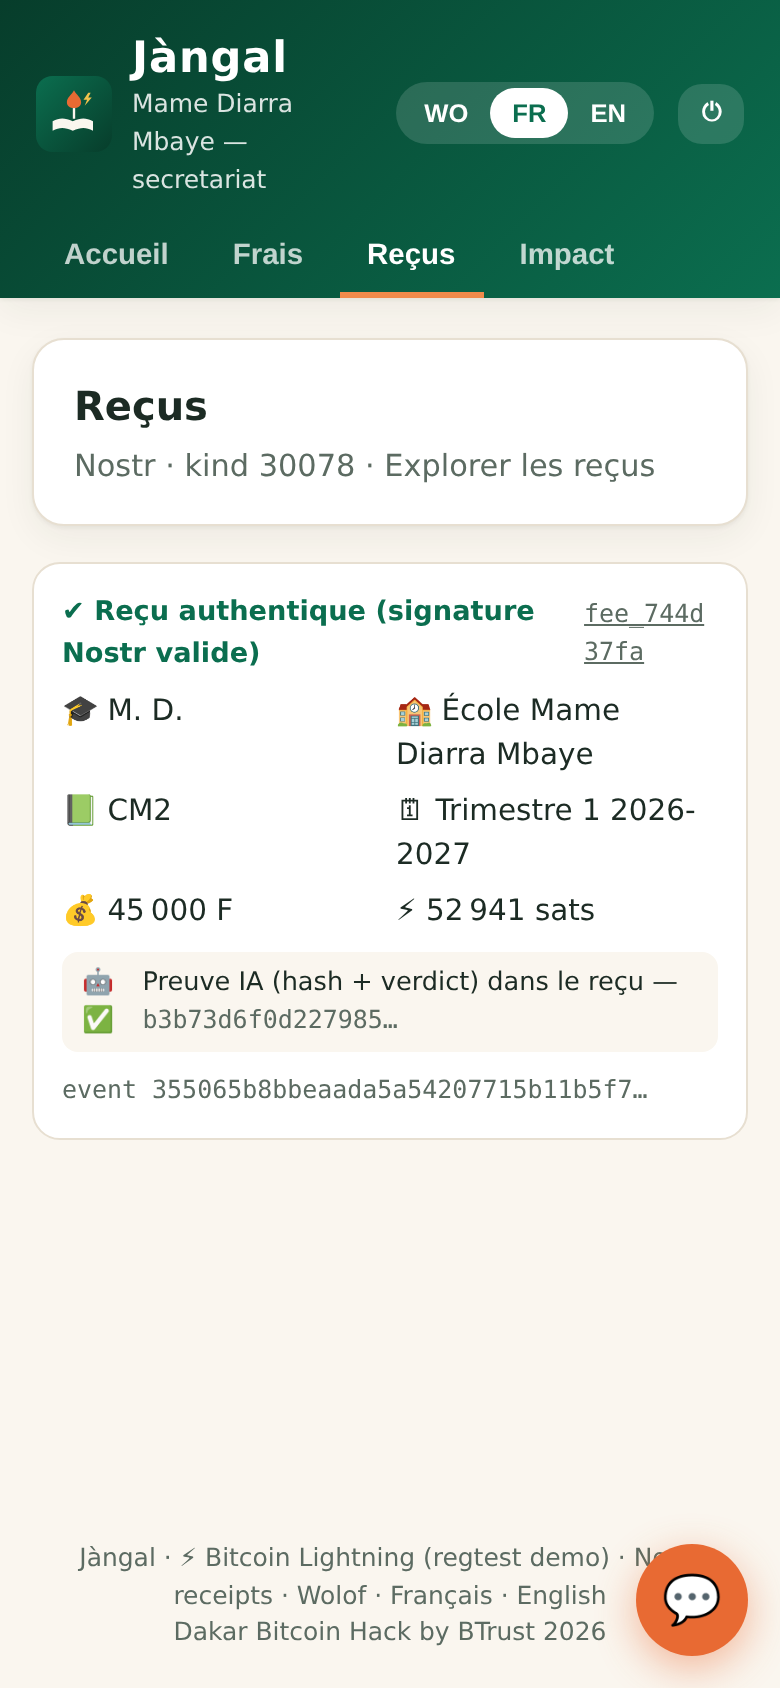 Jàngal
Mame Diarra
Mbaye —
secretariat
WO FR EN
Accueil Frais Reçus Impact
Reçus
Nostr · kind 30078 · Explorer les reçus
✔ Reçu authentique (signature
Nostr valide)
fee_744d
37fa
🎓 M. D.
🏫 École Mame
Diarra Mbaye
📗 CM2
🗓 Trimestre 1 2026-
2027
💰 45 000 F
⚡ 52 941 sats
🤖 Preuve IA (hash + verdict) dans le reçu —
✅ b3b73d6f0d227985…
event 355065b8bbeaada5a54207715b11b5f7…
Jàngal · ⚡ Bitcoin Lightning (regtest demo) ·
receipts · Wolof · Français · English
Dakar Bitcoin Hack by BTrust 2026